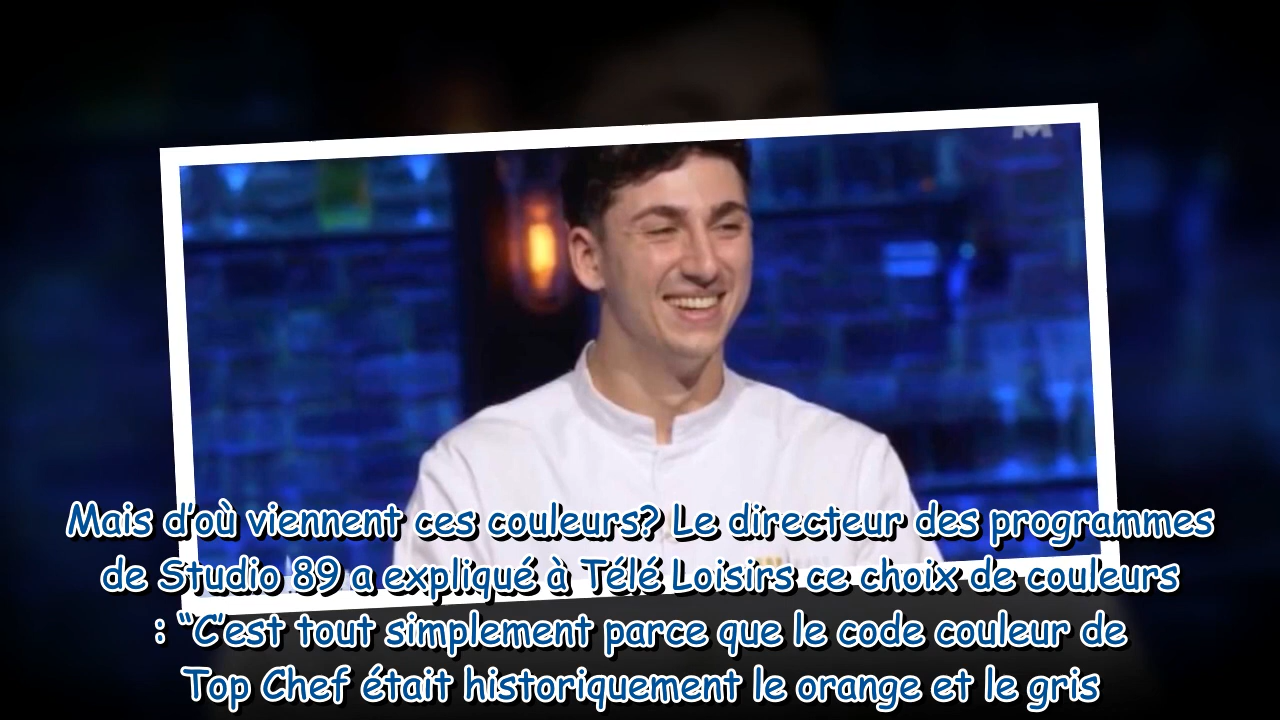 Mais d'où viennent ces couleurs? Le directeur des programmes
de Studio 89 a expliqué à Télé Loisirs ce choix de couleurs
: “C'est tout simplement parce que le code couleur de
Top Chef était historiquement le orange et le gris